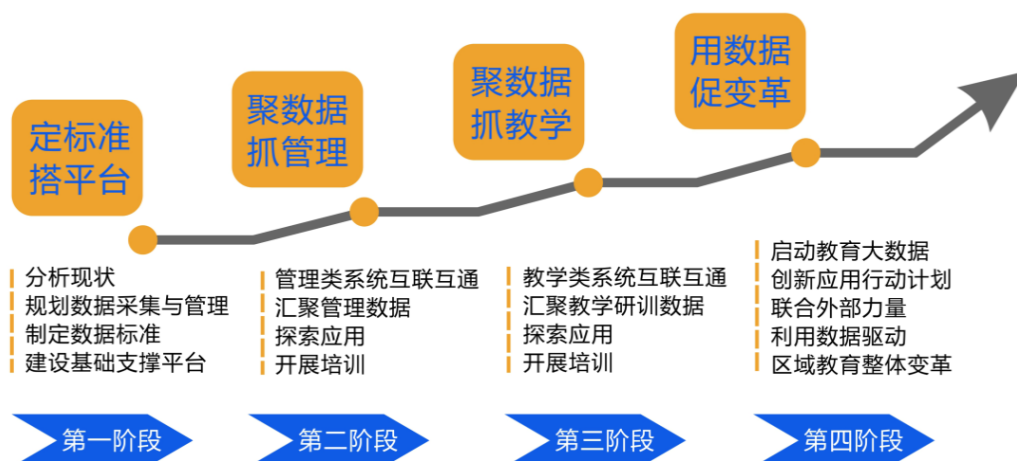 定标准
搭平台
聚数据
抓管理
聚数据
抓教学
用数据
促变革
分析现状
规划数据采集与管理
制定数据标准
建设基础支撑平台
管理类系统互联互通
汇聚管理数据
探索应用
开展培训
教学类系统互联互通
汇聚教学研训数据
探索应用
开展培训
启动教育大数据
创新应用行动计划
联合外部力量
利用数据驱动
区域教育整体变革
第一阶段
第二阶段
第三阶段
第四阶段